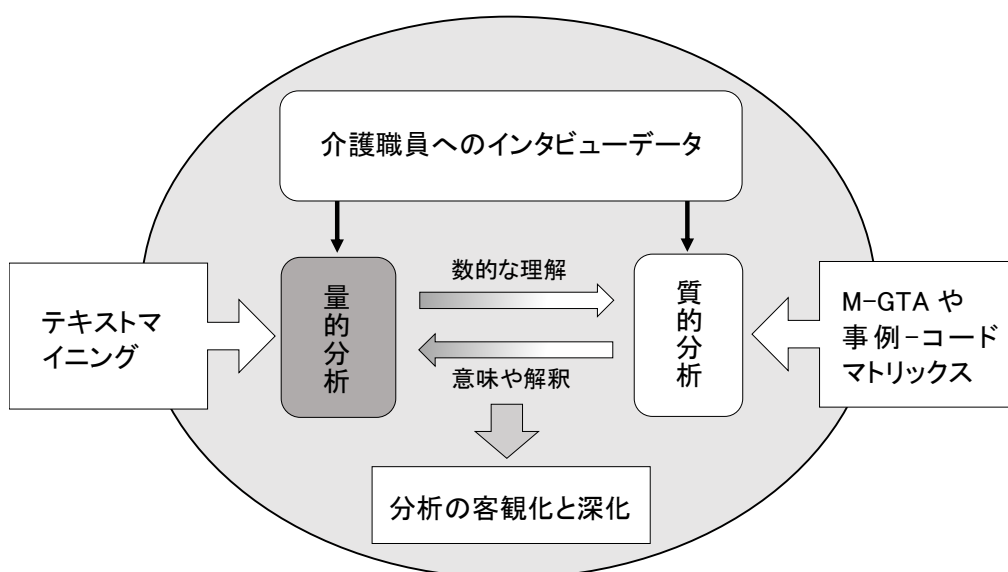 介護職員へのインタビューデータ
数的な理解
量的分析
質的分析
テキストマ
イニング
M-GTA や
事例-コード
マトリックス
意味や解釈
分析の客観化と深化